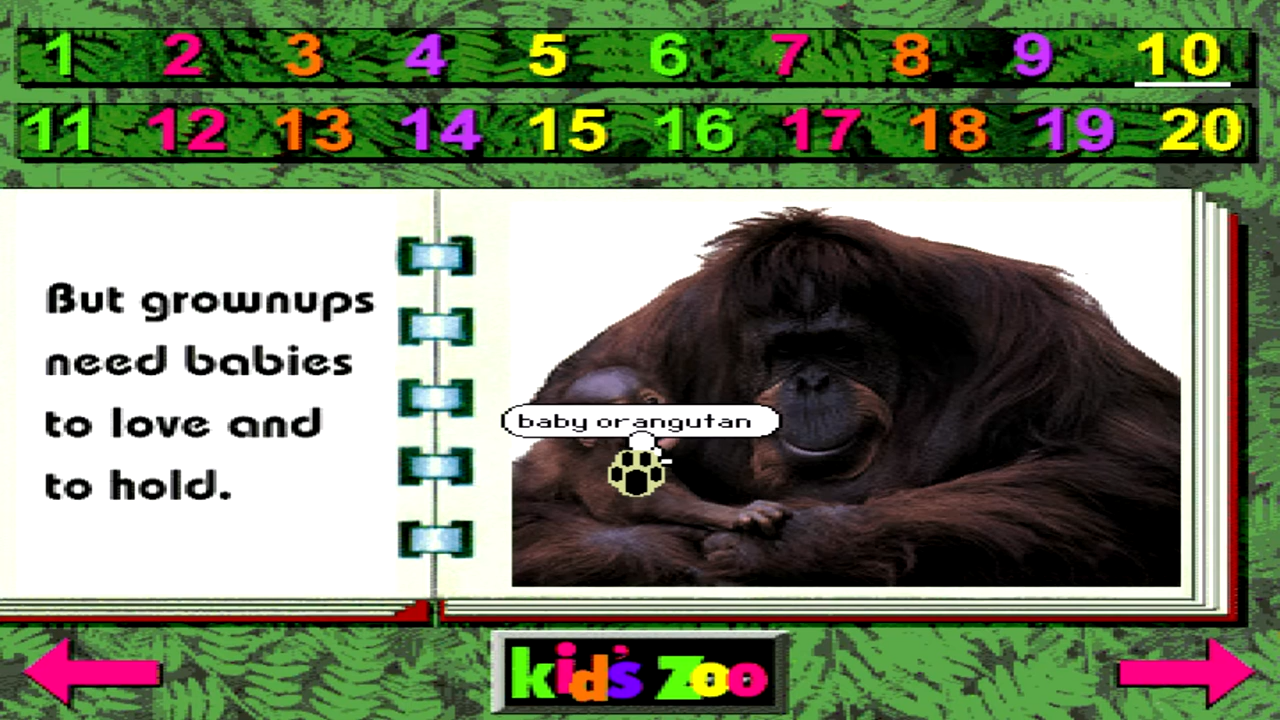 1 2 3 4 5 6 7 8 9 10
11 12 13 14 15 16 17 18 19 20
But grownups
need babies
to love and
to hold.
baby orangutan
kid's Zoo